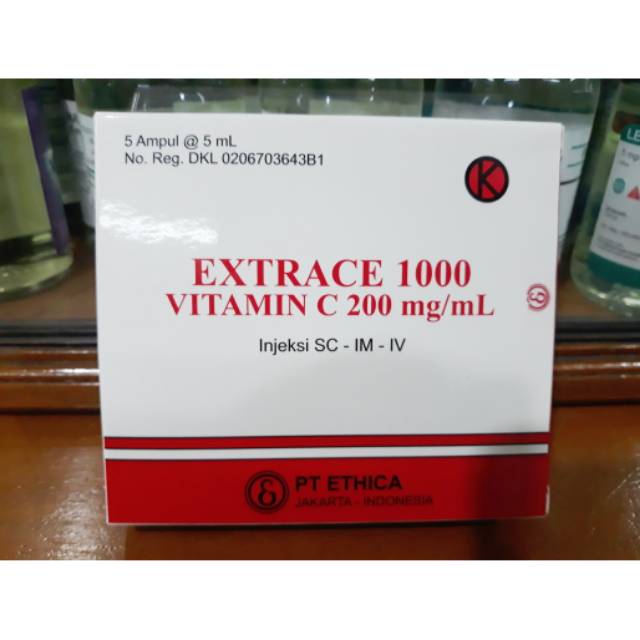 5 Ampul @ 5 mL
No. Reg. DKL 0206703643B1
K
EXTRACE 1000
VITAMIN C 200 mg/mL
Injeksi SC - IM - IV
PT ETHICA
JAKARTA - INDONESIA